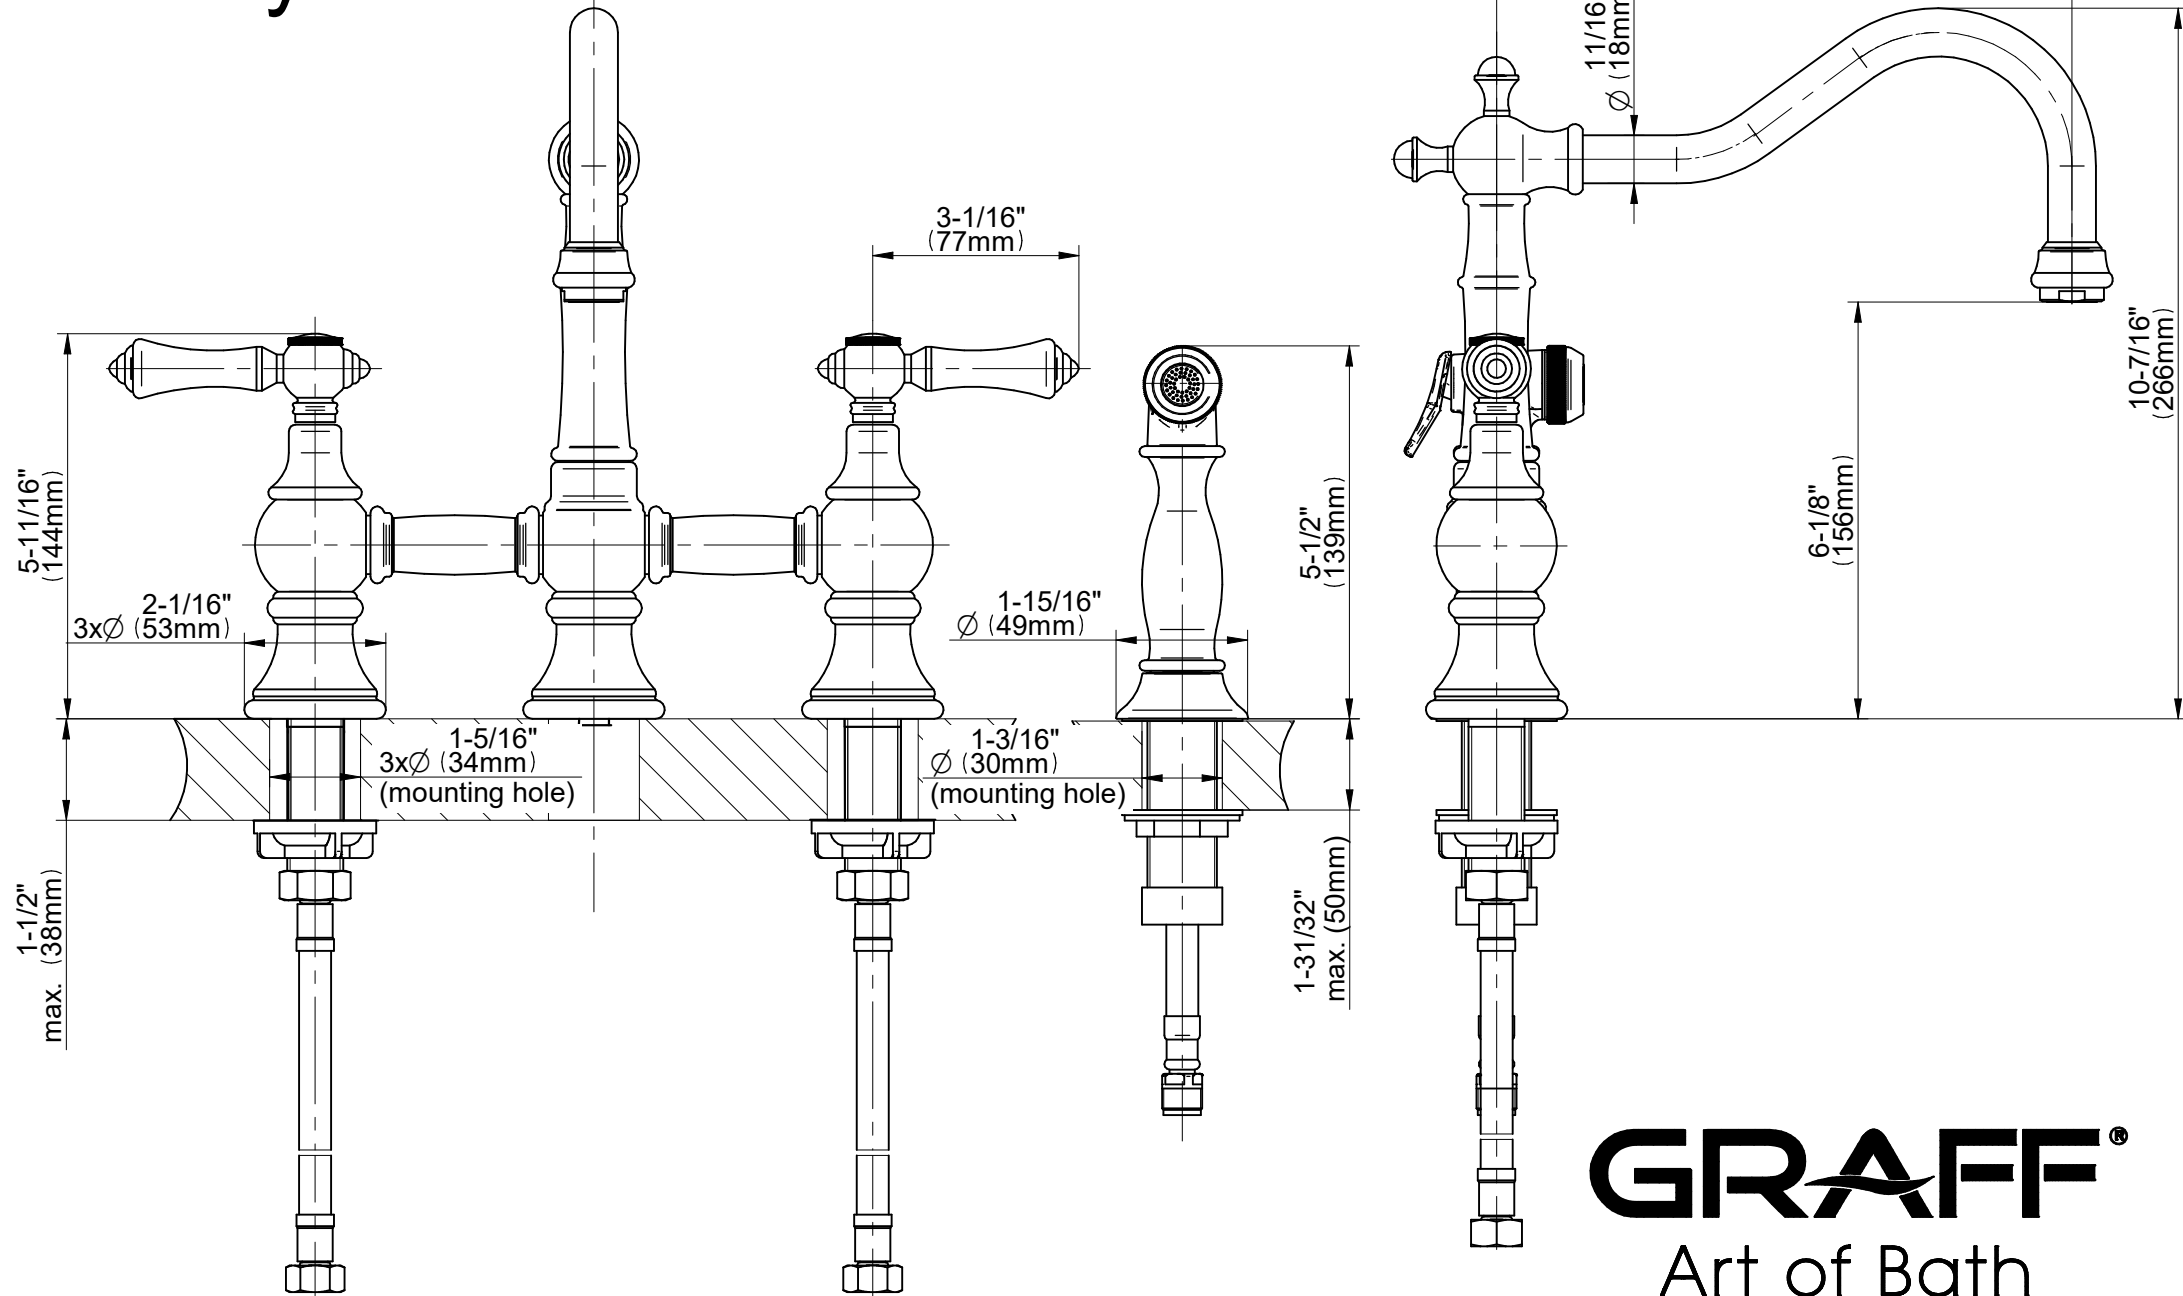 11/16
Ø (18mm
3-1/16"
(77mm)
10-7/16"
(266mm)
5-11/16"
(144mm)
2-1/16"
3xØ (53mm)
1-15/16"
Ø (49mm)
5-1/2"
(139mm)
6-1/8"
(156mm)
1-5/16"
3xØ (34mm)
(mounting hole)
1-3/16"
Ø (30mm)
(mounting hole)
1-1/2"
max. (38mm)
1-31/32"
max. (50mm)
GRAFF®
Art of Bath